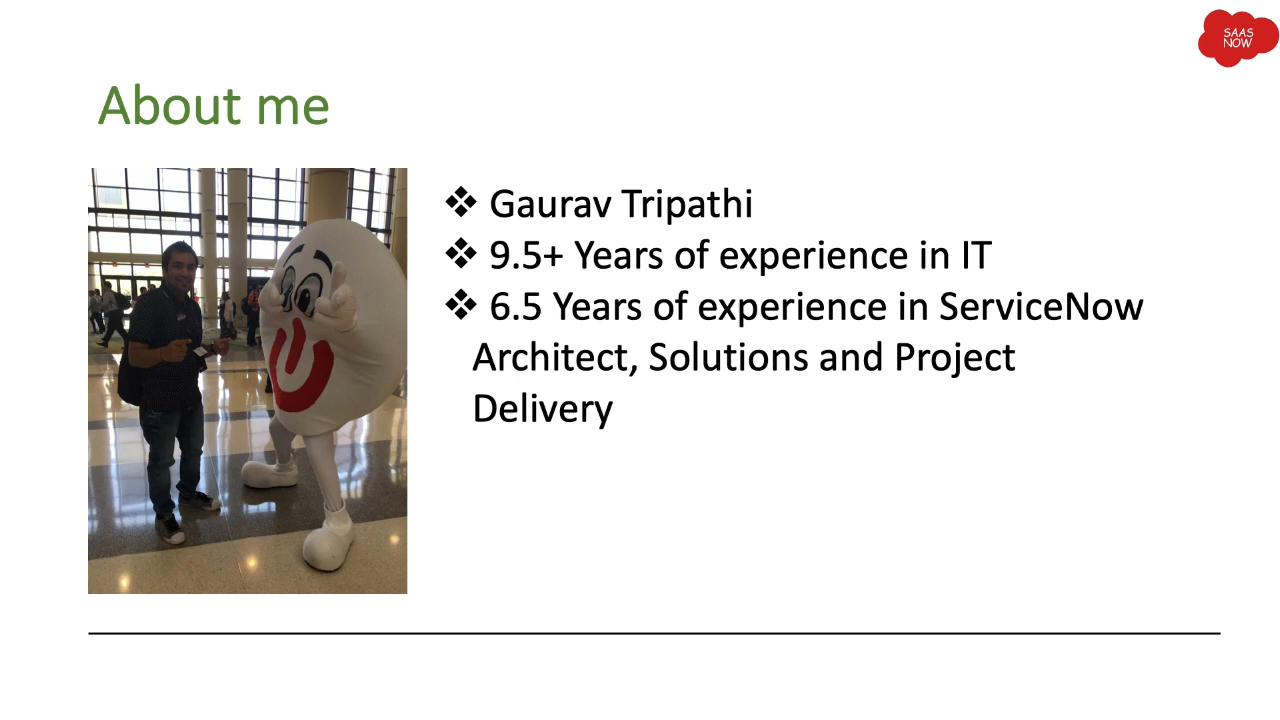 SAAS
NOW
About me
❖ Gaurav Tripathi
❖ 9.5+ Years of experience in IT
❖ 6.5 Years of experience in ServiceNow
Architect, Solutions and Project
Delivery